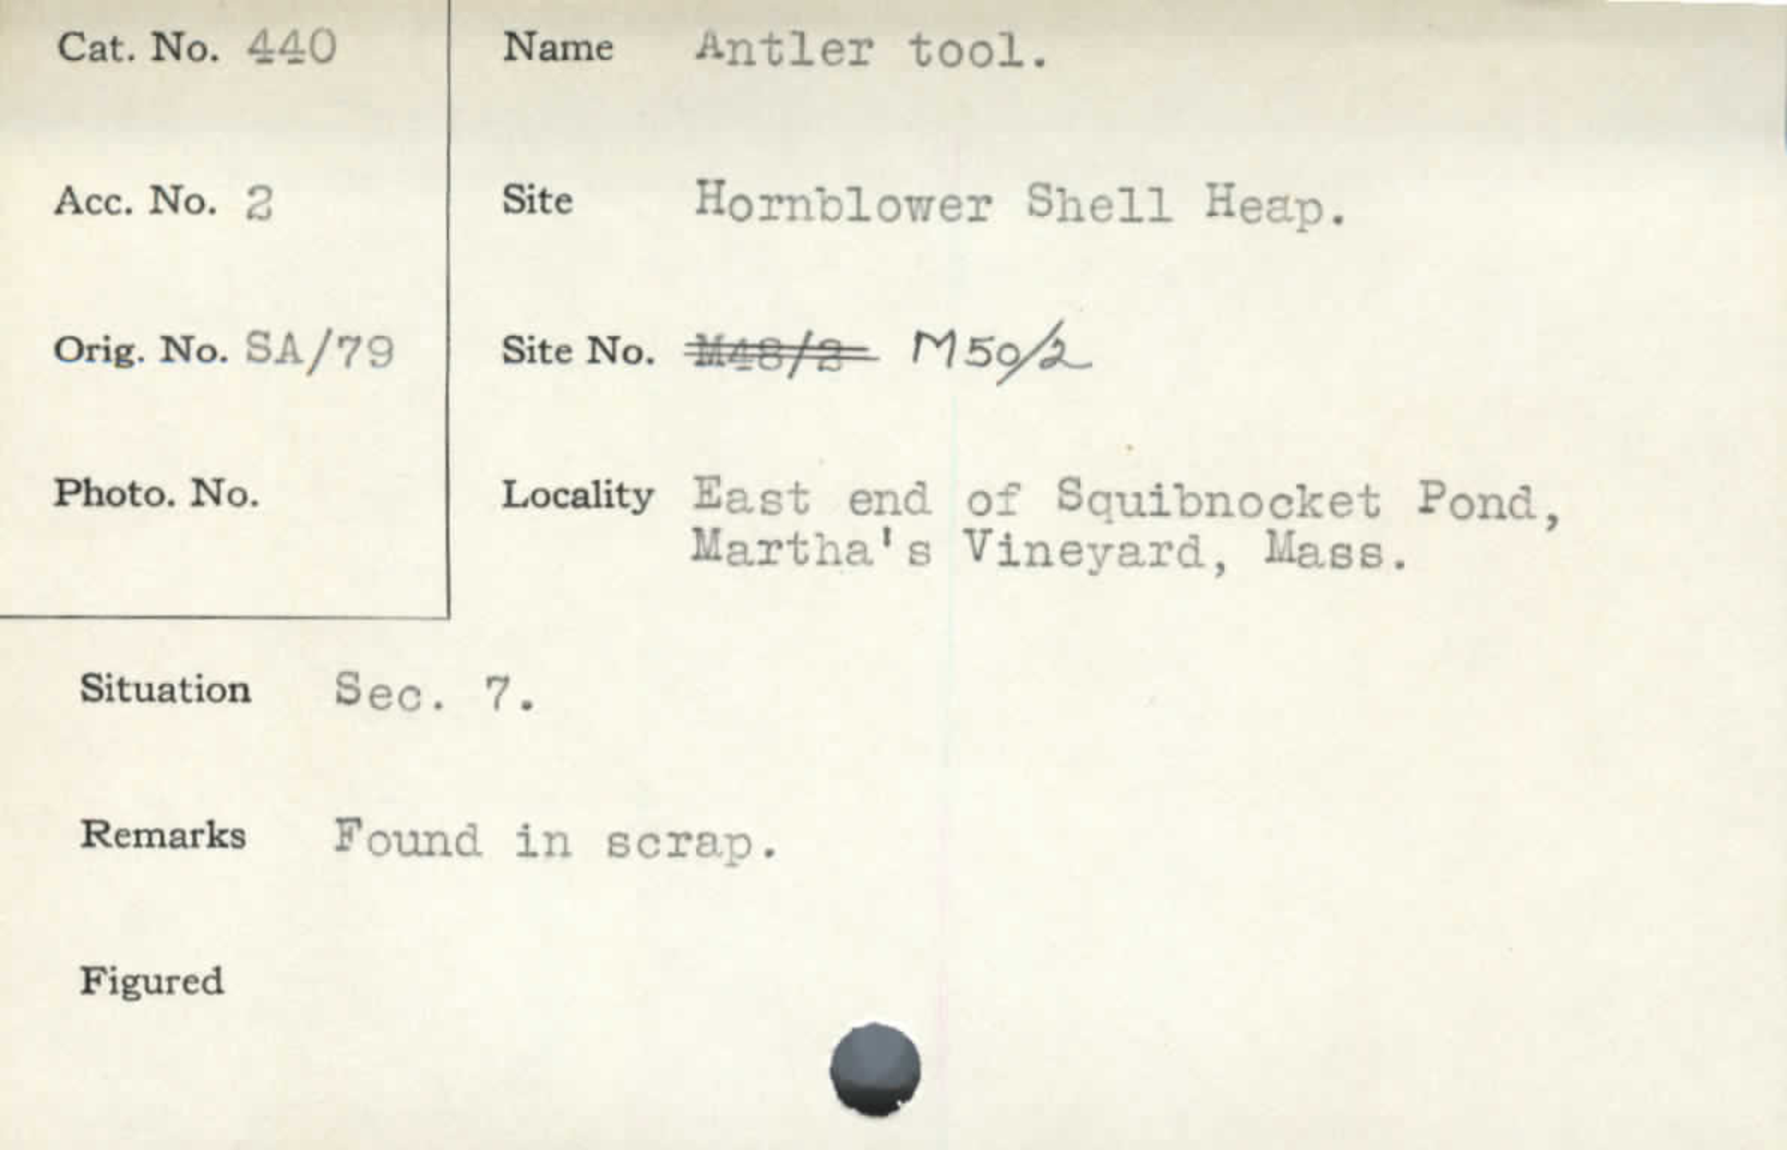 Cat. No. 440
Name Antler tool.
Acc. No. 2
Site Hornblower Shell Heap.
Orig. No. SA/79
Site No. M48/2 M50/2
Photo. No.
Locality East end of Squibnocket Pond,
Martha's Vineyard, Mass.
Situation Sec. 7.
Remarks Found in scrap.
Figured